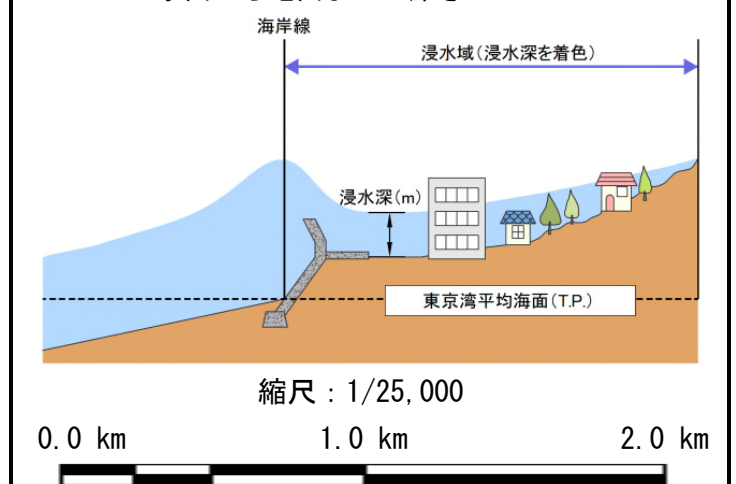 海岸線
浸水域(浸水深を着色)
浸水深(m)
東京湾平均海面(T.P.)
縮尺：1/25,000
0.0 km 1.0 km 2.0 km